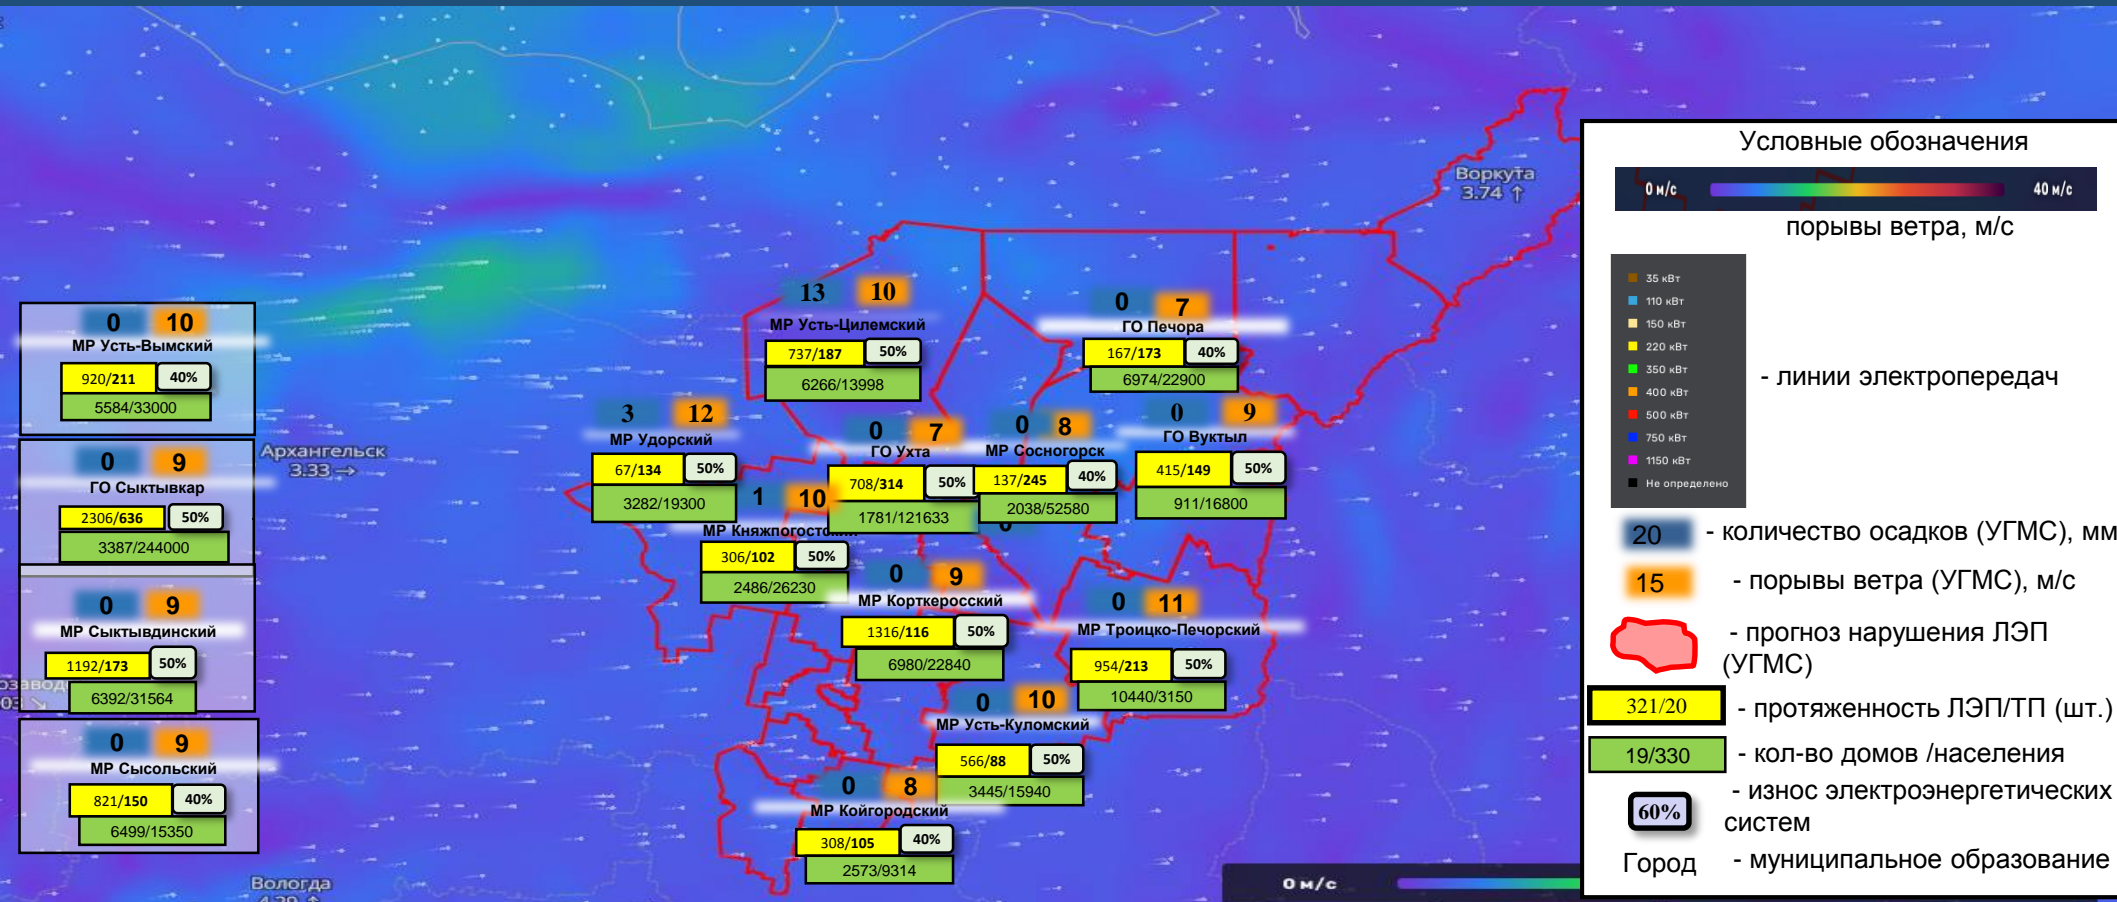 Воркута
3.74 ↑
Архангельск
3.33 →
Вологда
0 10
МР Усть-Вымский
920/211 40%
5584/33000
0 9
ГО Сыктывкар
2306/636 50%
3387/244000
0 9
МР Сыктывдинский
1192/173 50%
6392/31564
0 9
МР Сысольский
821/150 40%
6499/15350
13 10
МР Усть-Цилемский
737/187 50%
6266/13998
0 7
ГО Печора
167/173 40%
6974/22900
3 12
МР Удорский
67/134 50%
3282/19300
0 7
ГО Ухта
708/314 50%
1781/121633
0 8
МР Сосногорск
137/245 40%
2038/52580
0 9
ГО Вуктыл
415/149 50%
911/16800
1 10
МР Княжпогостский
306/102 50%
2486/26230
0 9
МР Корткеросский
1316/116 50%
6980/22840
0 11
МР Троицко-Печорский
954/213 50%
10440/3150
0 10
МР Усть-Куломский
566/88 50%
3445/15940
0 8
МР Койгородский
308/105 40%
2573/9314
0 м/с
Условные обозначения
0 м/с 40 м/с
порывы ветра, м/с
35 кВт
110 кВт
150 кВт
220 кВт
350 кВт
400 кВт
500 кВт
750 кВт
1150 кВт
Не определено
- линии электропередач
20 - количество осадков (УГМС), мм
15 - порывы ветра (УГМС), м/с
- прогноз нарушения ЛЭП
(УГМС)
321/20 - протяженность ЛЭП/ТП (шт.)
19/330 - кол-во домов /населения
60% - износ электроэнергетических
систем
Город - муниципальное образование